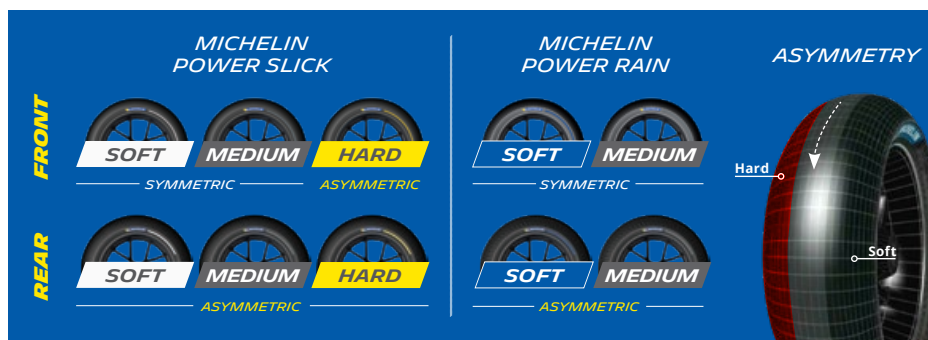 MICHELIN
POWER SLICK
MICHELIN
POWER RAIN
ASYMMETRY
FRONT
SOFT
MEDIUM
HARD
SOFT
MEDIUM
SYMMETRIC
ASYMMETRIC
SYMMETRIC
Hard
REAR
SOFT
MEDIUM
HARD
SOFT
MEDIUM
ASYMMETRIC
ASYMMETRIC
Soft